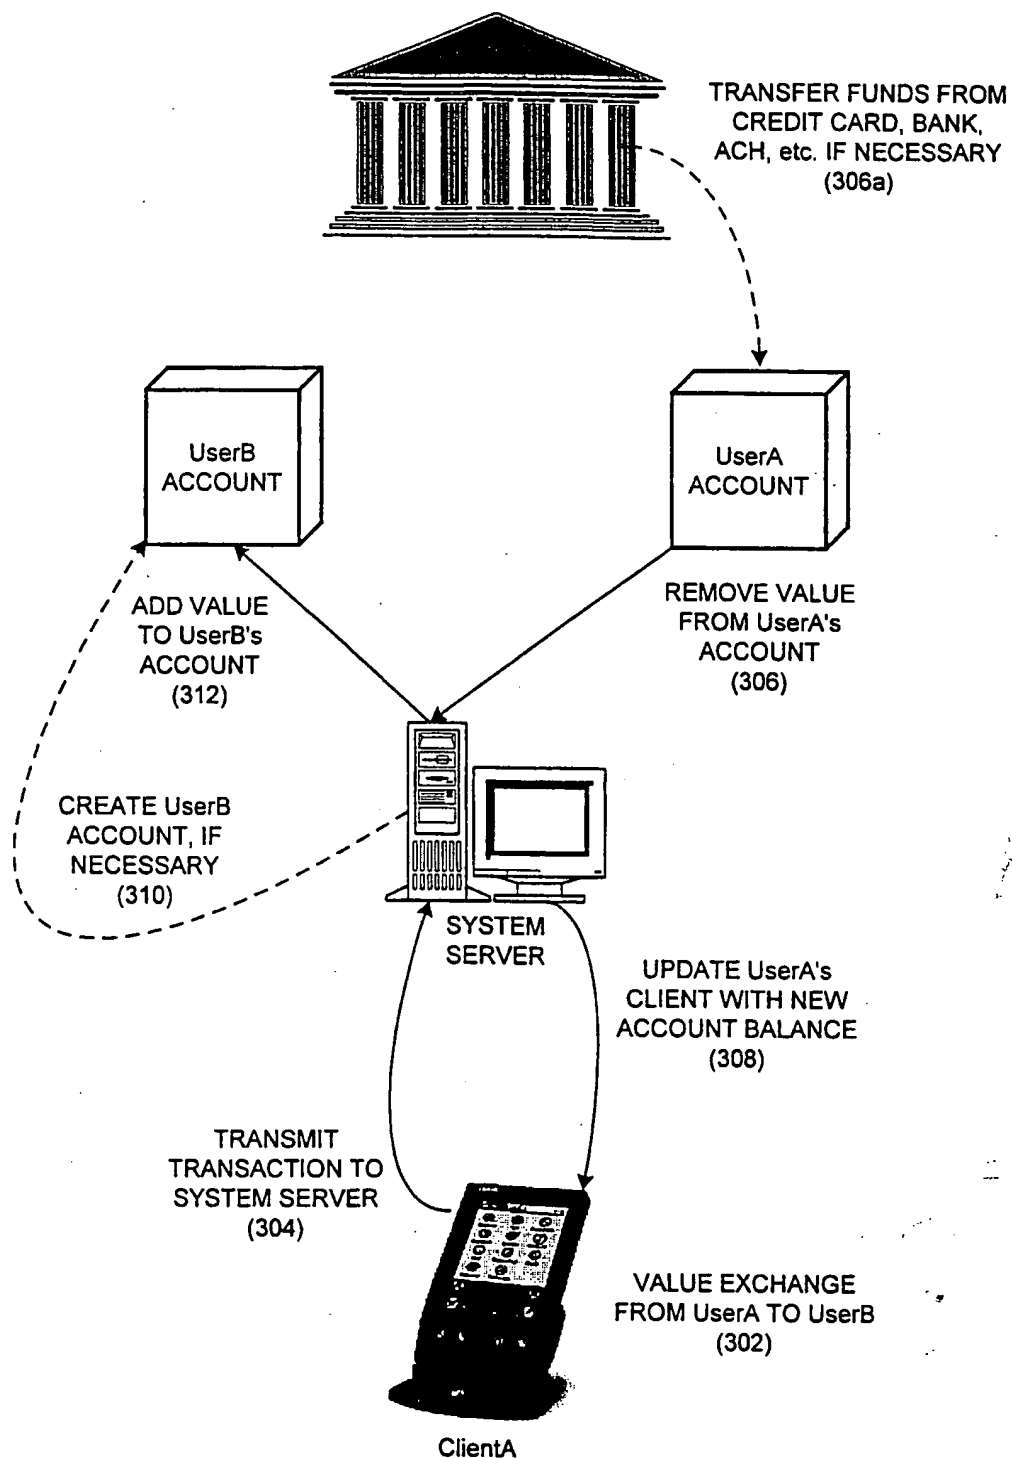 TRANSFER FUNDS FROM
CREDIT CARD, BANK,
ACH, etc. IF NECESSARY
(306a)
UserB
ACCOUNT
UserA
ACCOUNT
ADD VALUE
TO UserB's
ACCOUNT
(312)
REMOVE VALUE
FROM UserA's
ACCOUNT
(306)
CREATE UserB
ACCOUNT, IF
NECESSARY
(310)
SYSTEM
SERVER
UPDATE UserA's
CLIENT WITH NEW
ACCOUNT BALANCE
(308)
TRANSMIT
TRANSACTION TO
SYSTEM SERVER
(304)
VALUE EXCHANGE
FROM UserA TO UserB
(302)
ClientA